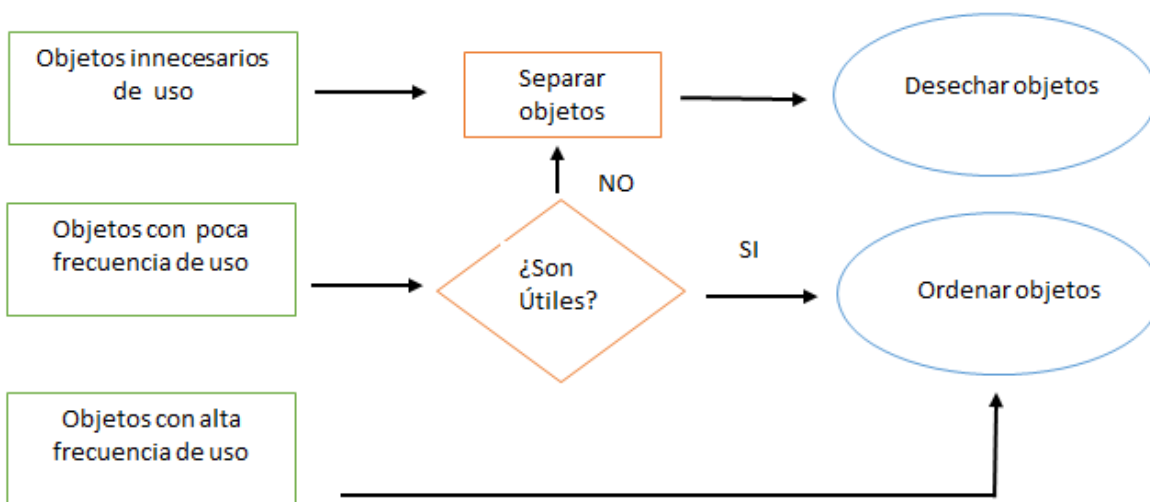 Objetos innecesarios
de uso
Separar
objetos
Desechar objetos
NO
Objetos con poca
frecuencia de uso
¿Son
Útiles?
SI
Ordenar objetos
Objetos con alta
frecuencia de uso